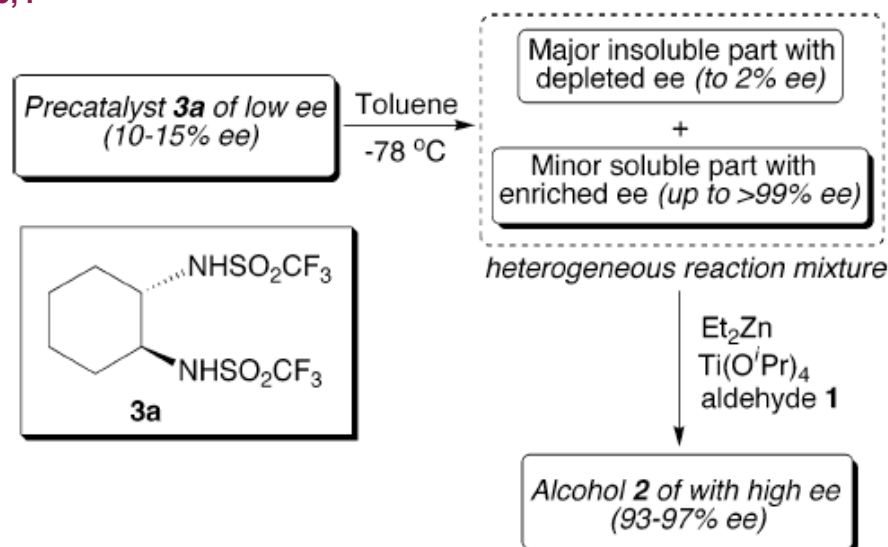 Precatalyst 3a of low ee
(10-15% ee)
Toluene
-78 °C
Major insoluble part with
depleted ee (to 2% ee)
+
Minor soluble part with
enriched ee (up to >99% ee)
heterogeneous reaction mixture
NHSO₂CF₃
NHSO₂CF₃
3a
Et₂Zn
Ti(OⁱPr)₄
aldehyde 1
Alcohol 2 of with high ee
(93-97% ee)